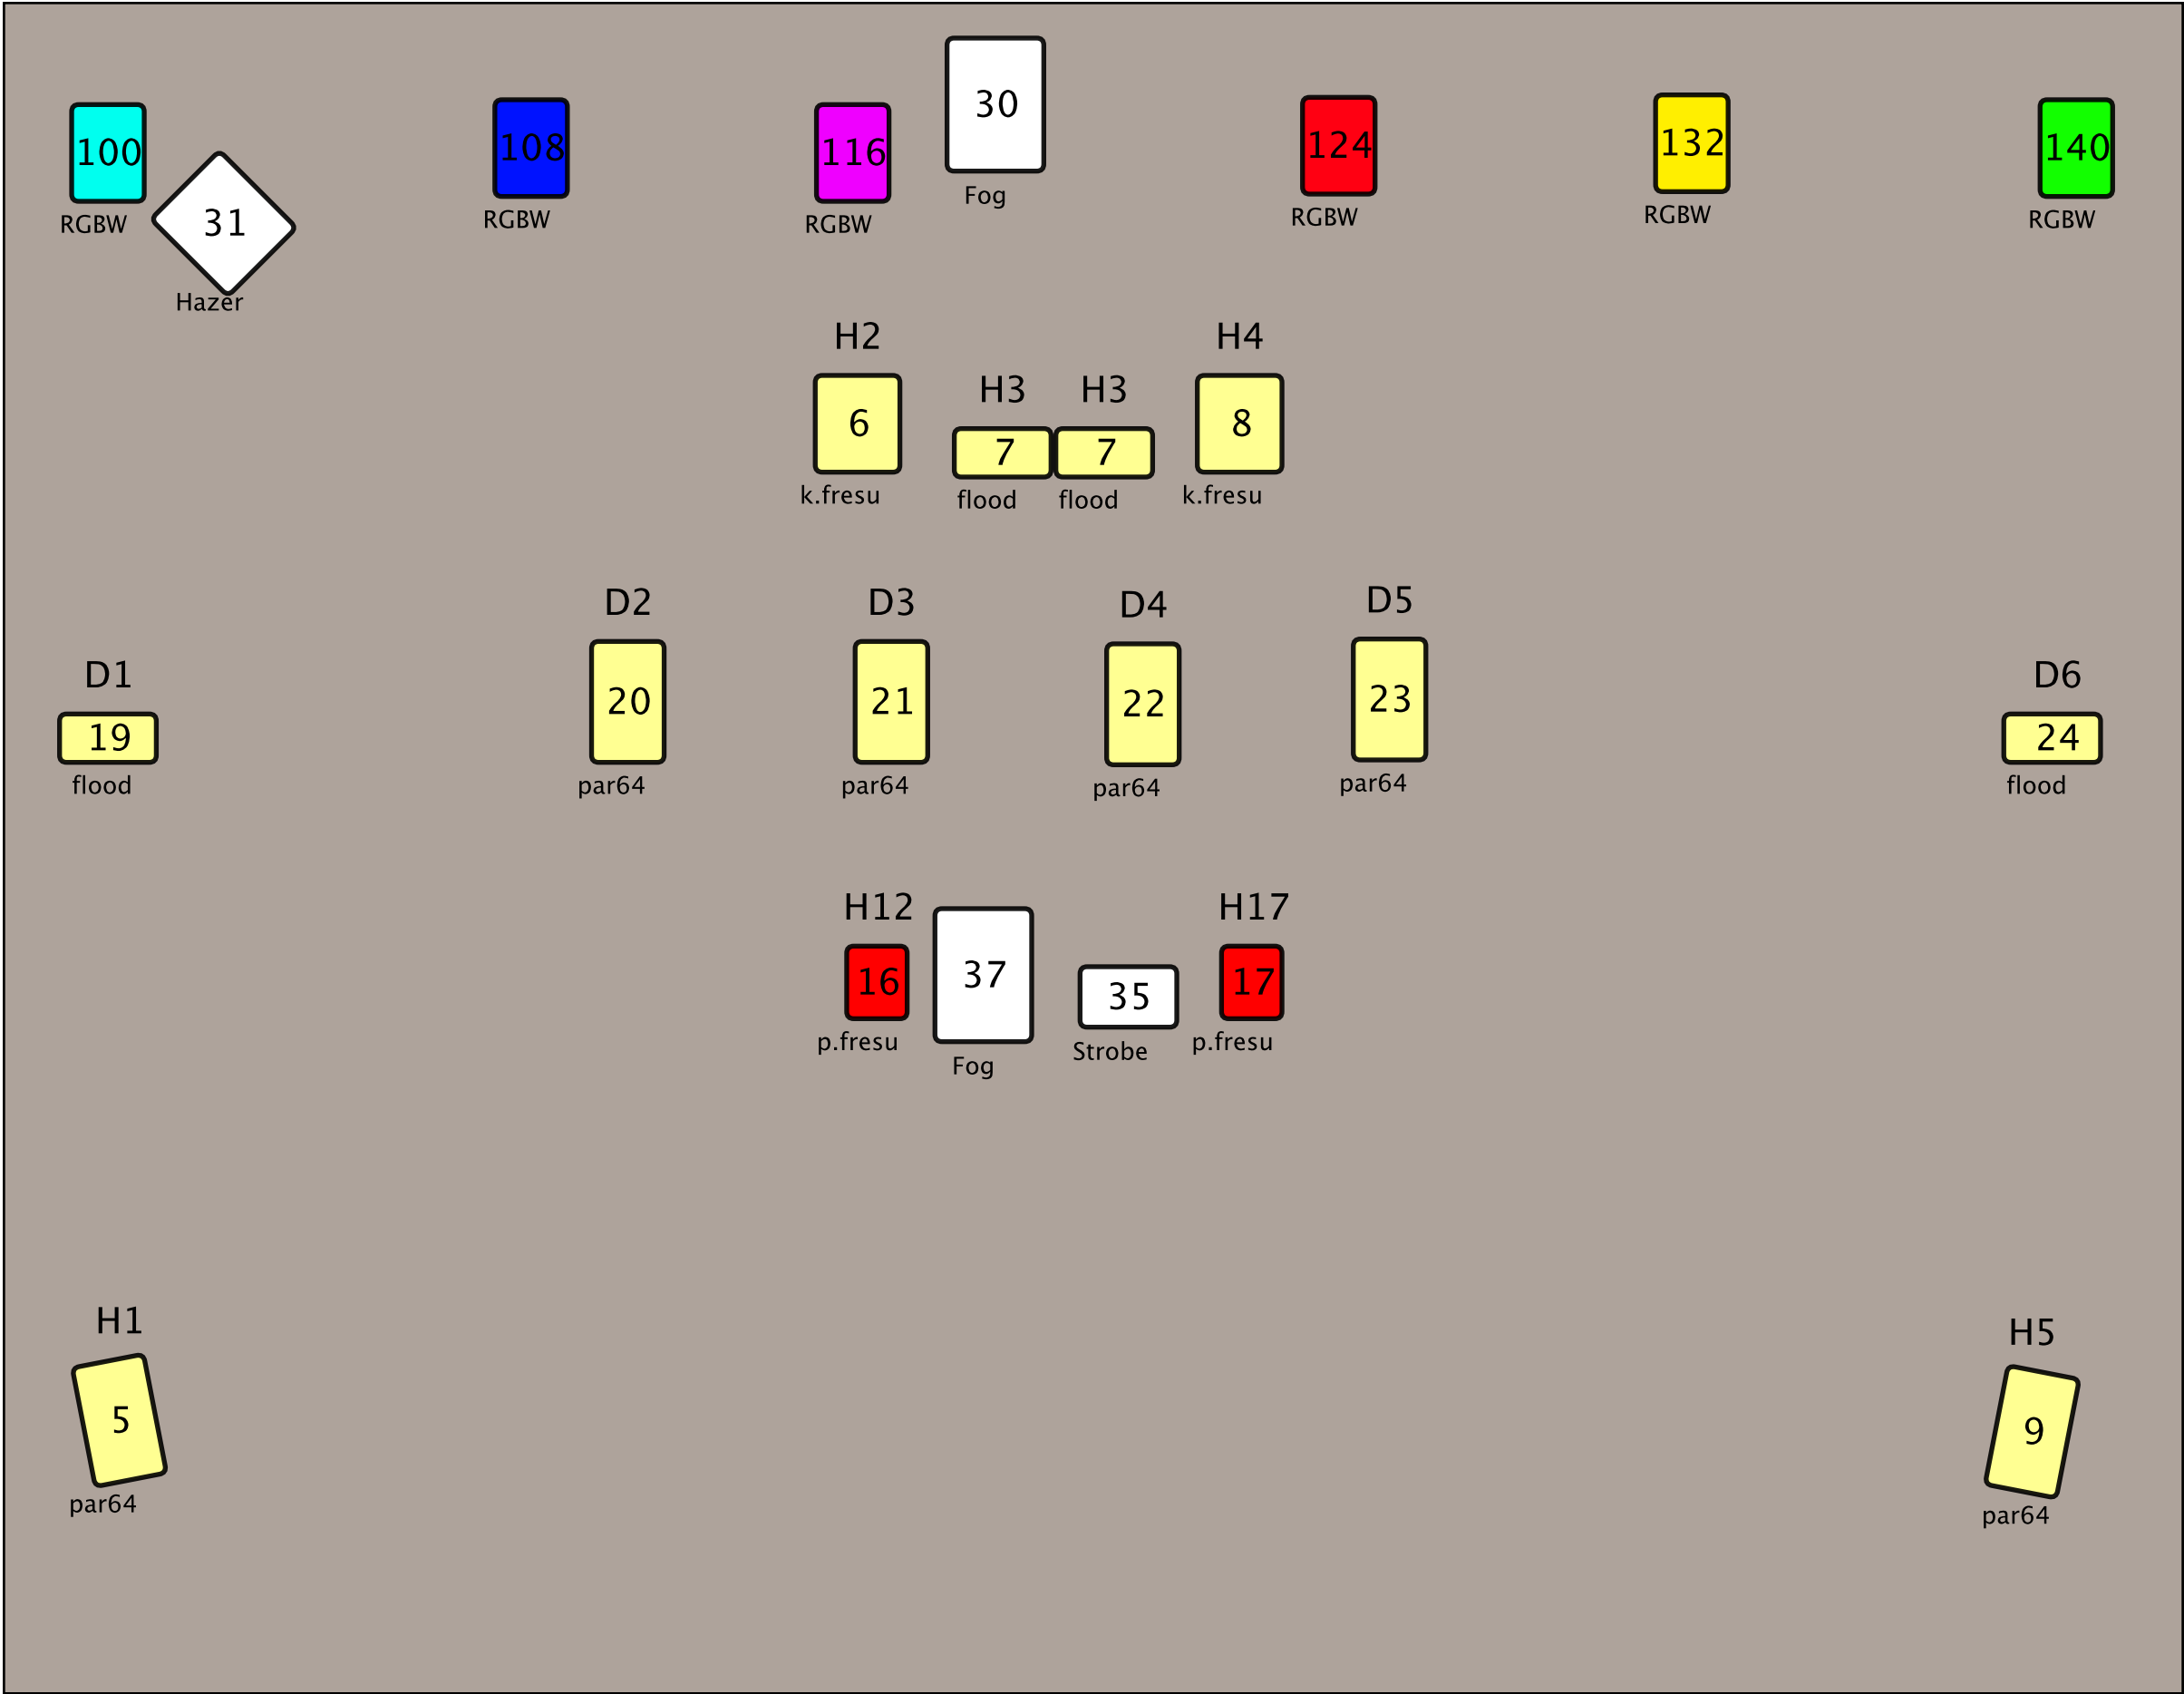 30
Fog
100
RGBW
31
Hazer
108
RGBW
116
RGBW
124
RGBW
132
RGBW
140
RGBW
H2
6
k.fresu
H3
7
flood
H3
7
flood
H4
8
k.fresu
D1
19
flood
D2
20
par64
D3
21
par64
D4
22
par64
D5
23
par64
D6
24
flood
H12
16
p.fresu
37
Fog
35
Strobe
H17
17
p.fresu
H1
5
par64
H5
9
par64